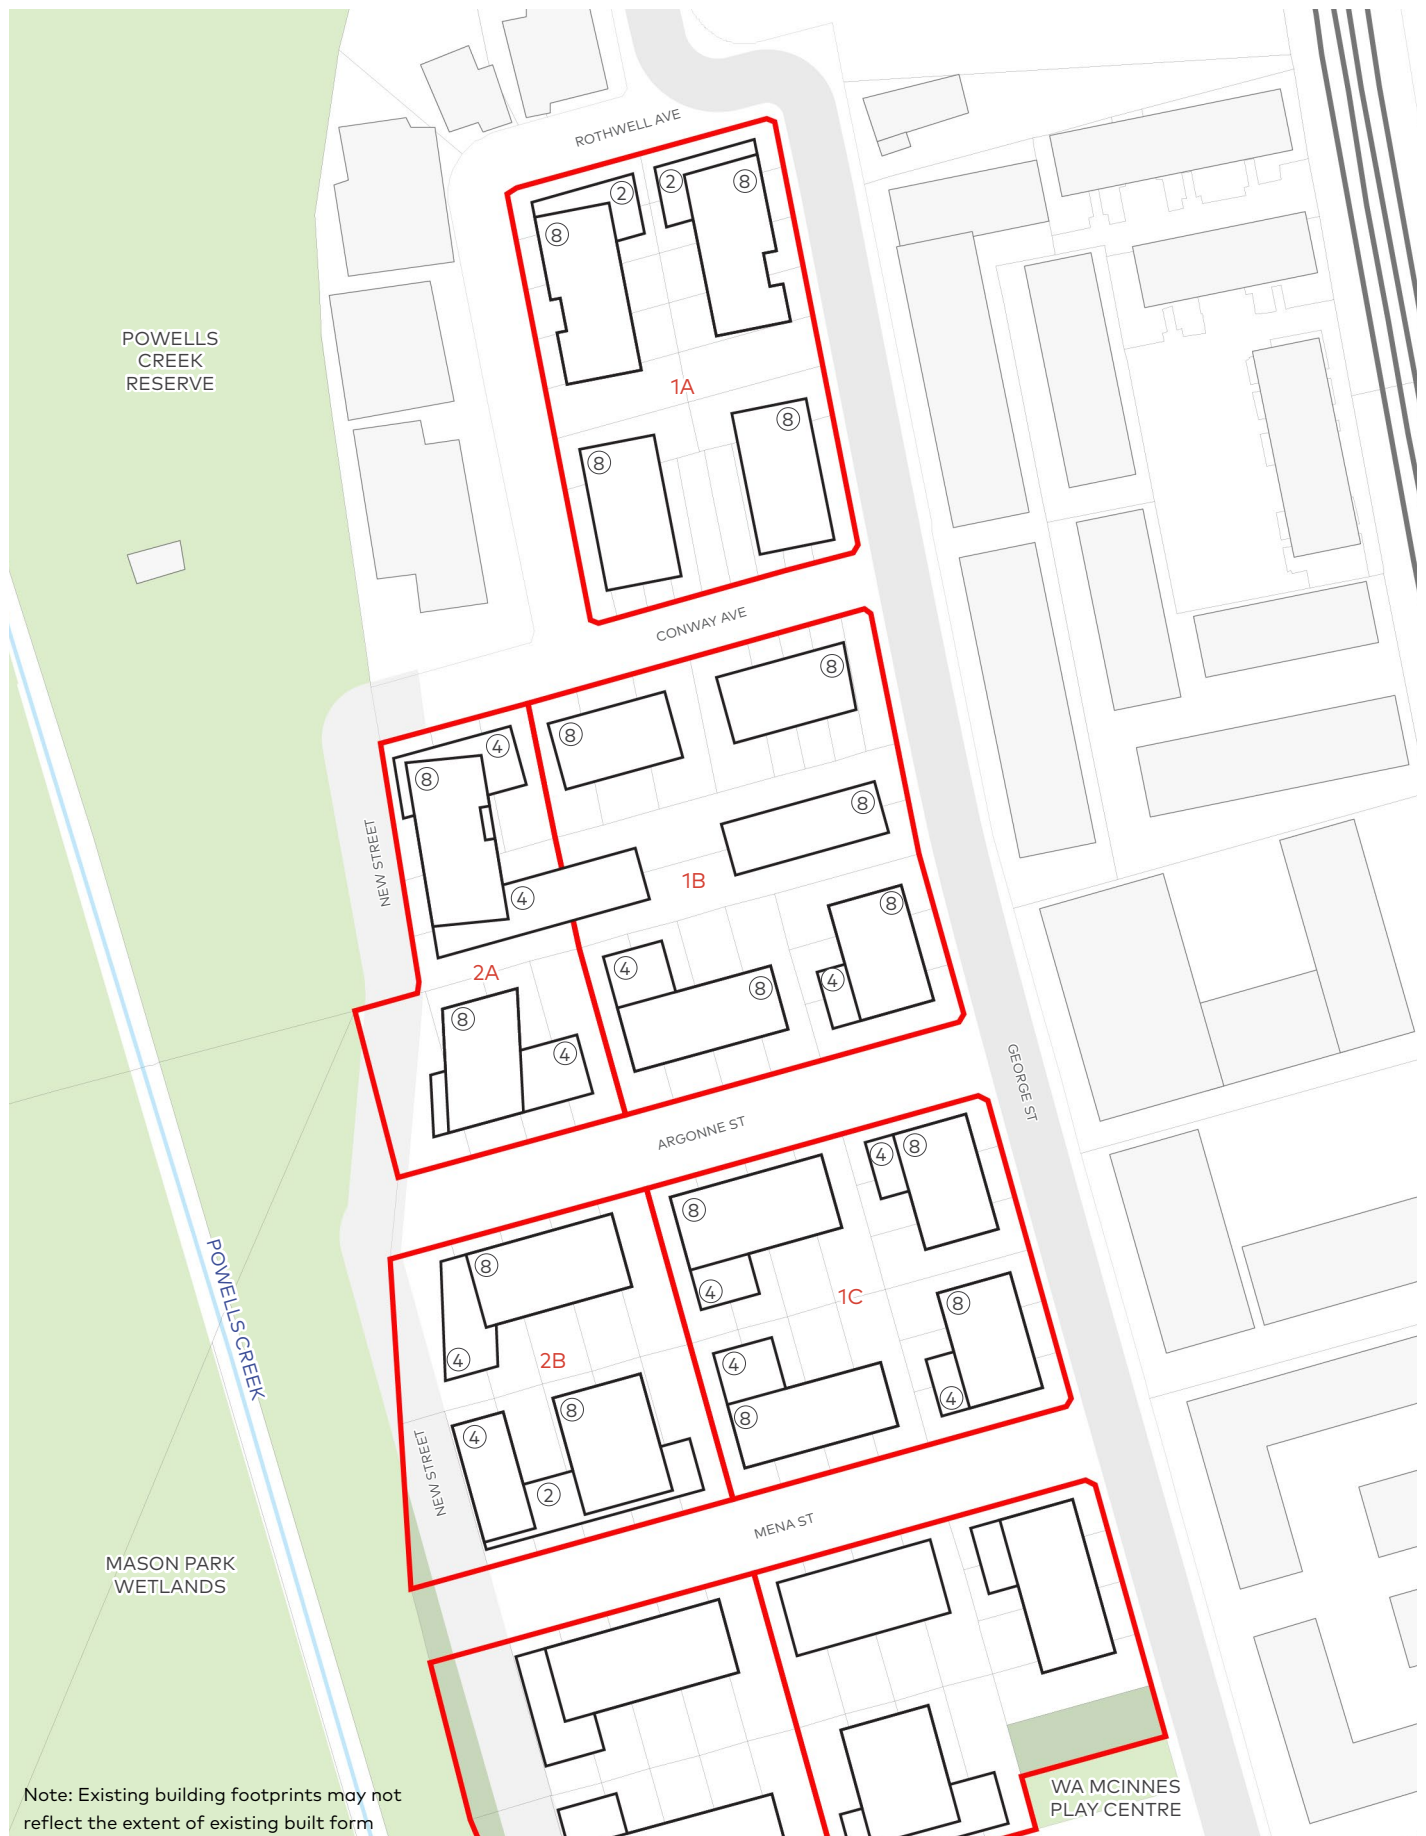 ROTHWELL AVE
2
2
8
8
POWELLS
CREEK
RESERVE
1A
8
8
CONWAY AVE
8
8
4
8
8
NEW STREET
1B
4
8
4
8
2A
4
8
8
4
GEORGE ST
ARGONNE ST
4
8
8
8
4
1C
8
POWELLS CREEK
4
2B
4
8
4
8
4
NEW STREET
2
MENA ST
MASON PARK
WETLANDS
WA MCINNES
PLAY CENTRE
Note: Existing building footprints may not
reflect the extent of existing built form